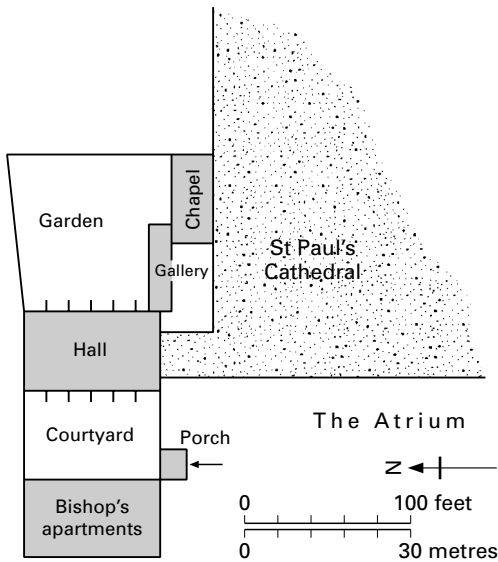 Chapel
Garden
St Paul's
Cathedral
Gallery
Hall
The Atrium
Courtyard
Porch
N
Bishop's
apartments
0 100 feet
0 30 metres